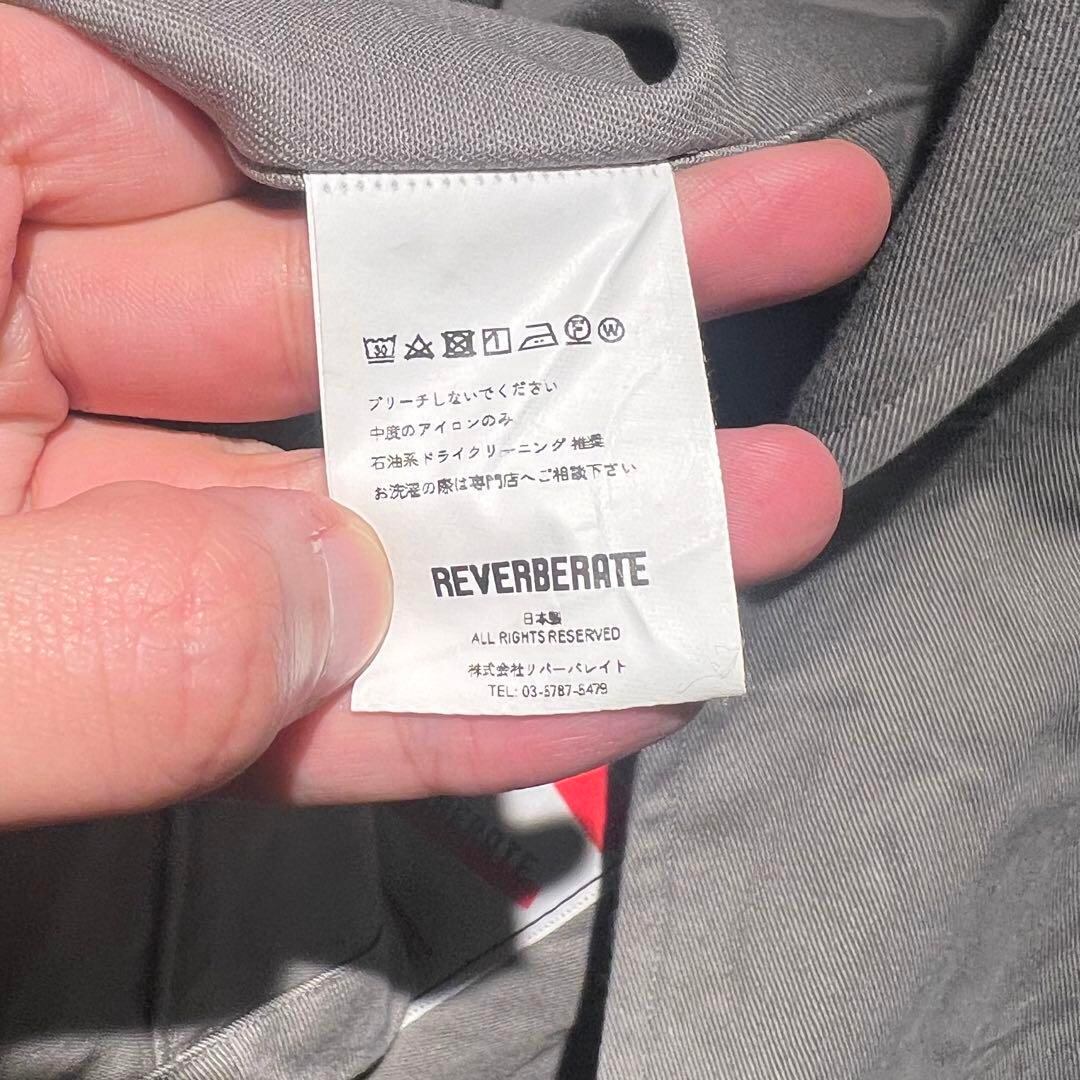 30 F W
ブリーチしないでください
中度のアイロンのみ
石油系ドライクリーニング 推奨
お洗濯の際は専門店へご相談下さい
REVERBERATE
日本製
ALL RIGHTS RESERVED
株式会社リバーバレイト
TEL: 03-5787-5479